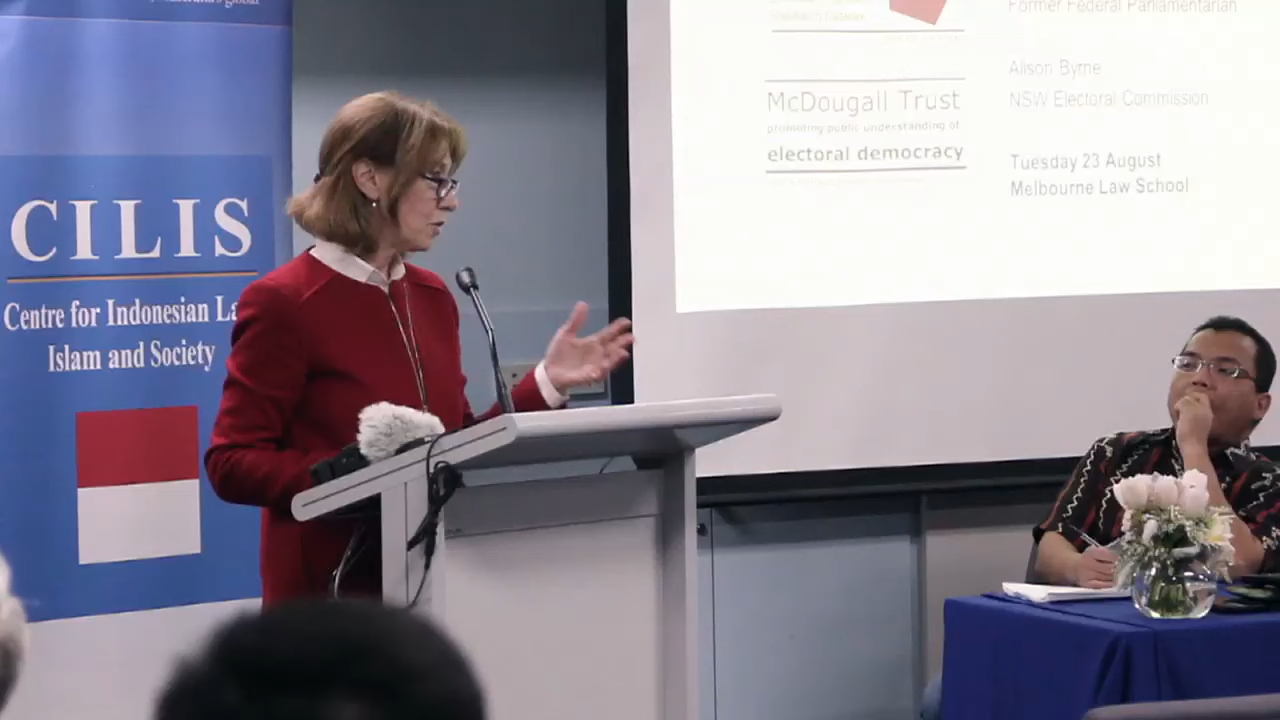 CILIS
Centre for Indonesian La
Islam and Society
McDougall Trust
promoting public understanding of
electoral democracy
Former Federal Parliamentarian
Alison Byrne
NSW Electoral Commission
Tuesday 23 August
Melbourne Law School